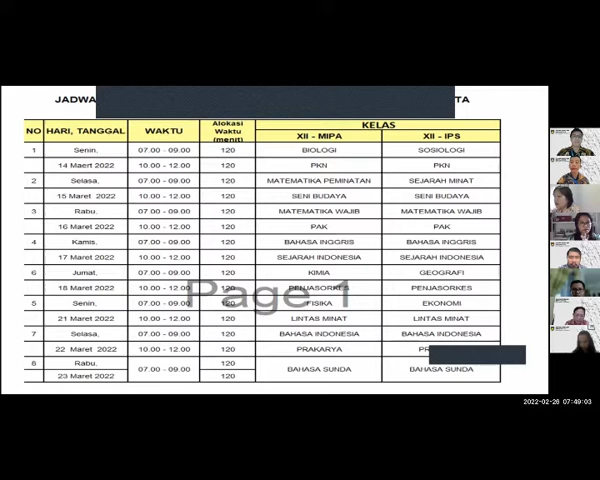 JADWA TA
NO HARI, TANGGAL WAKTU Alokasi Waktu (menit) KELAS
XII - MIPA XII - IPS
1 Senin, 07.00 - 09.00 120 BIOLOGI SOSIOLOGI
14 Maert 2022 10.00 - 12.00 120 PKN PKN
2 Selasa, 07.00 - 09.00 120 MATEMATIKA PEMINATAN SEJARAH MINAT
15 Maret 2022 10.00 - 12.00 120 SENI BUDAYA SENI BUDAYA
3 Rabu, 07.00 - 09.00 120 MATEMATIKA WAJIB MATEMATIKA WAJIB
16 Maret 2022 10.00 - 12.00 120 PAK PAK
4 Kamis, 07.00 - 09.00 120 BAHASA INGGRIS BAHASA INGGRIS
17 Maret 2022 10.00 - 12.00 120 SEJARAH INDONESIA SEJARAH INDONESIA
6 Jumat, 07.00 - 09.00 120 KIMIA GEOGRAFI
18 Maret 2022 10.00 - 12.00 120 PENJASORKES PENJASORKES
Page 1
5 Senin, 07.00 - 09.00 120 FISIKA EKONOMI
21 Maret 2022 10.00 - 12.00 120 LINTAS MINAT LINTAS MINAT
7 Selasa, 07.00 - 09.00 120 BAHASA INDONESIA BAHASA INDONESIA
22 Maret 2022 10.00 - 12.00 120 PRAKARYA PR
8 Rabu, 07.00 - 09.00 120 BAHASA SUNDA BAHASA SUNDA
23 Maret 2022 120
2022-02-26 07:49:03